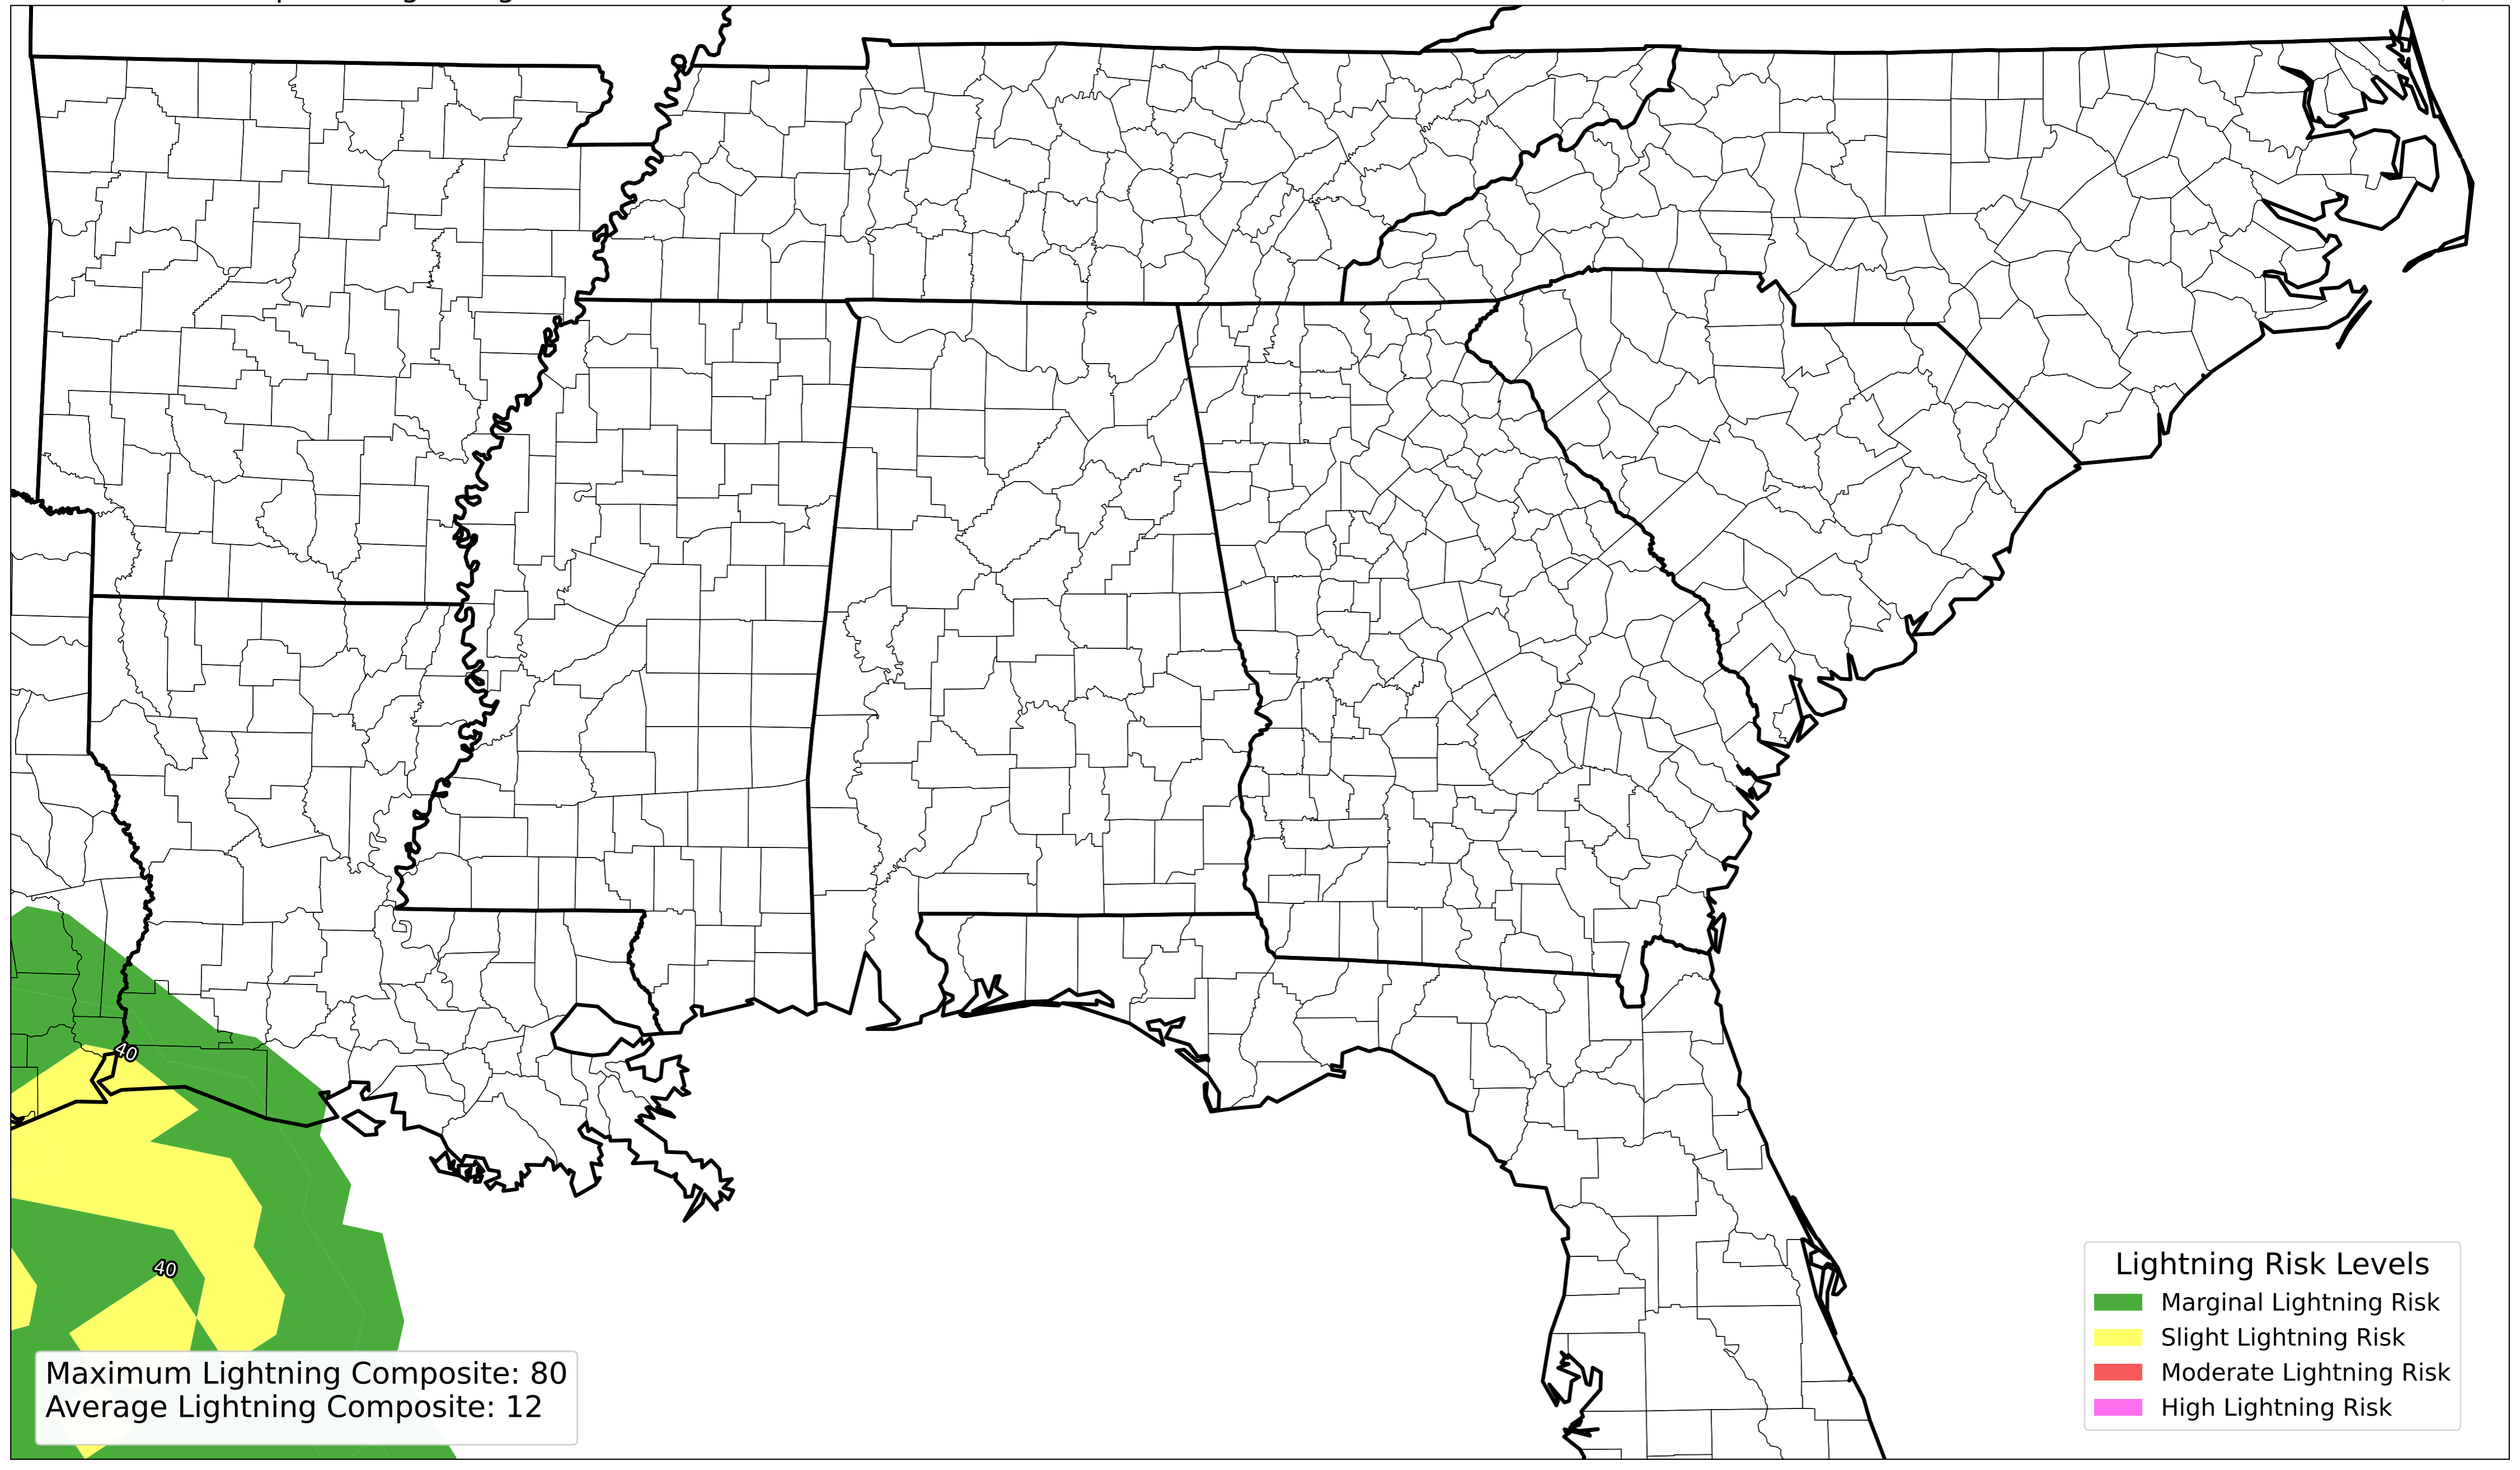 40
40
Lightning Risk Levels
Marginal Lightning Risk
Slight Lightning Risk
Moderate Lightning Risk
High Lightning Risk
Maximum Lightning Composite: 80
Average Lightning Composite: 12